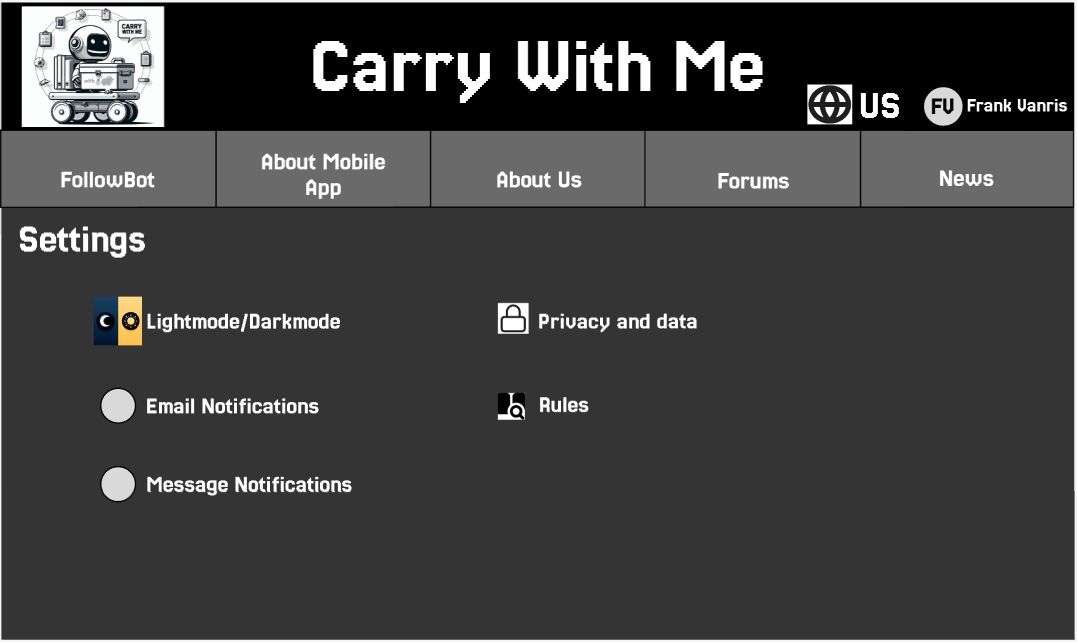 CARRY
WITH ME
with
Carry With Me
US
FV
Frank Vanris
FollowBot
About Mobile
App
About Us
Forums
News
Settings
Lightmode/Darkmode
Privacy and data
Email Notifications
Rules
Message Notifications